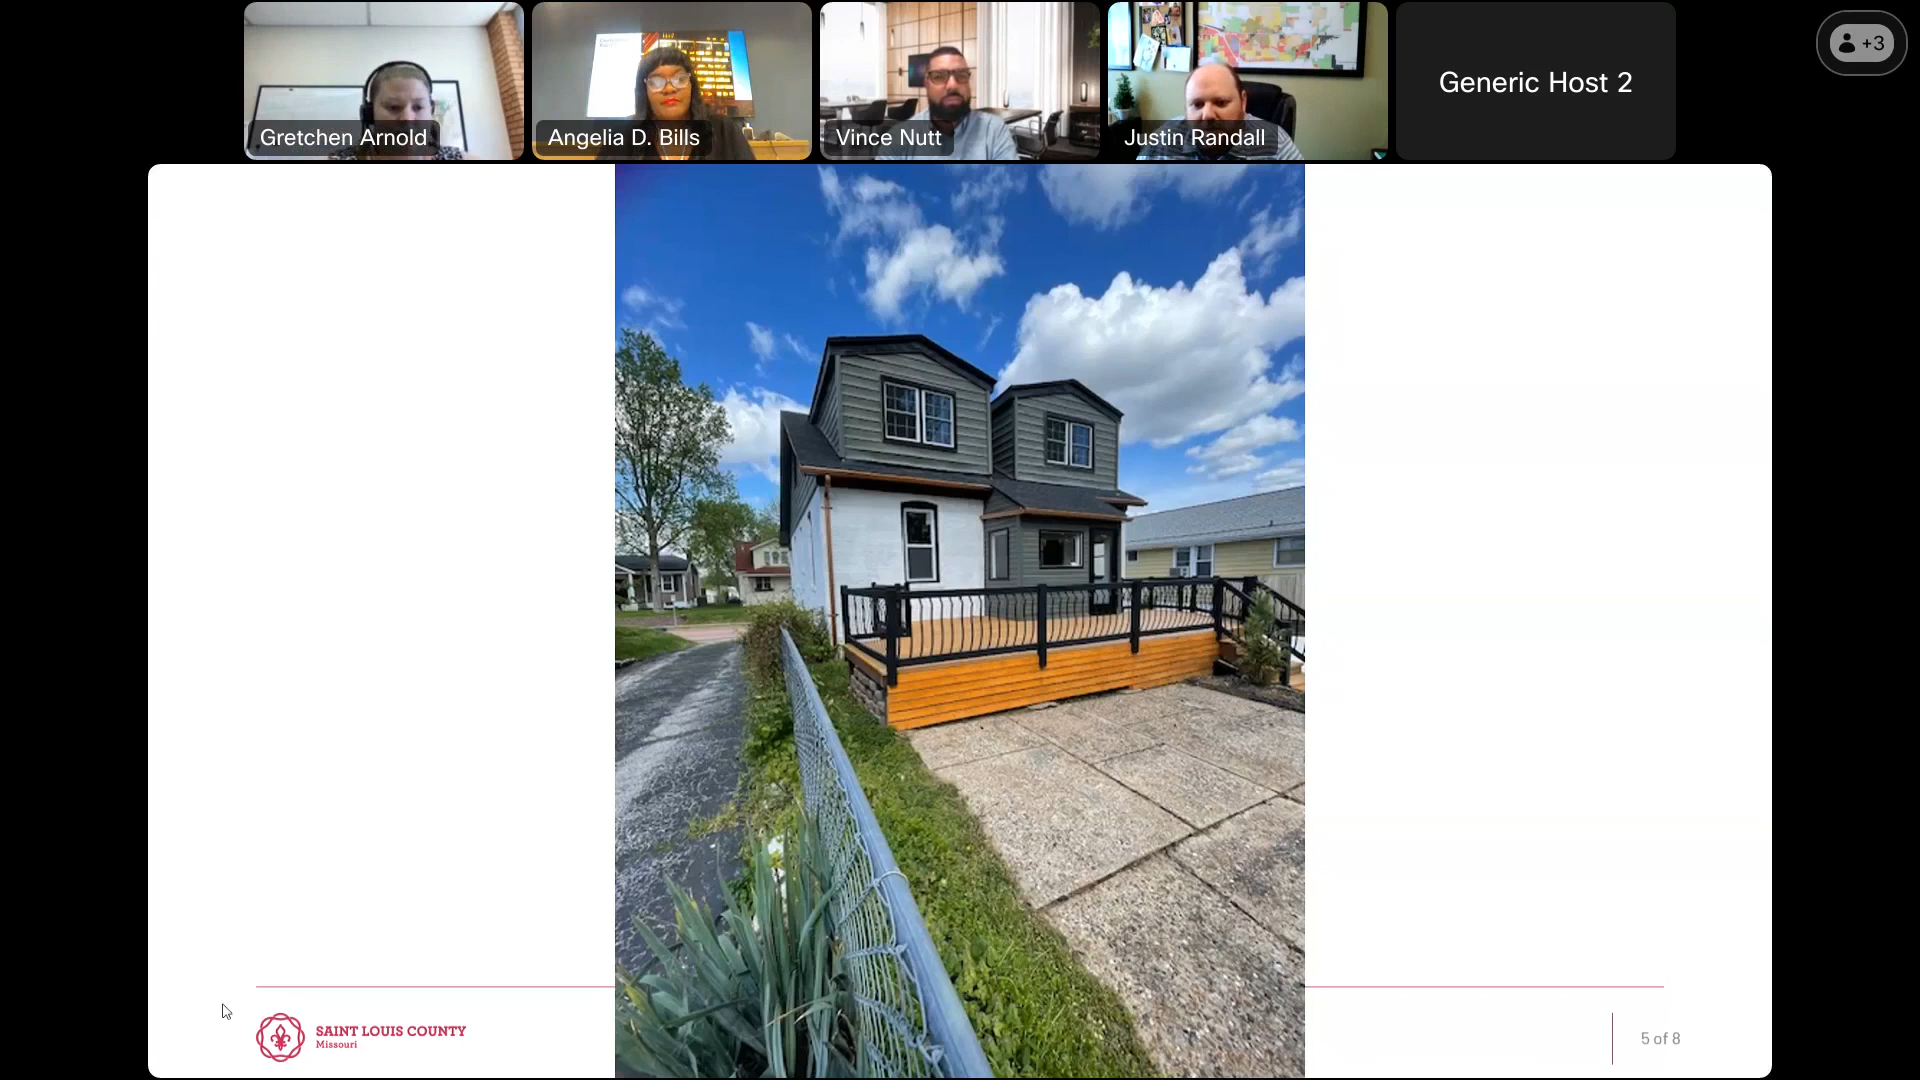 Gretchen Arnold
Angelia D. Bills
Vince Nutt
Justin Randall
Generic Host 2
+3
SAINT LOUIS COUNTY
Missouri
5 of 8